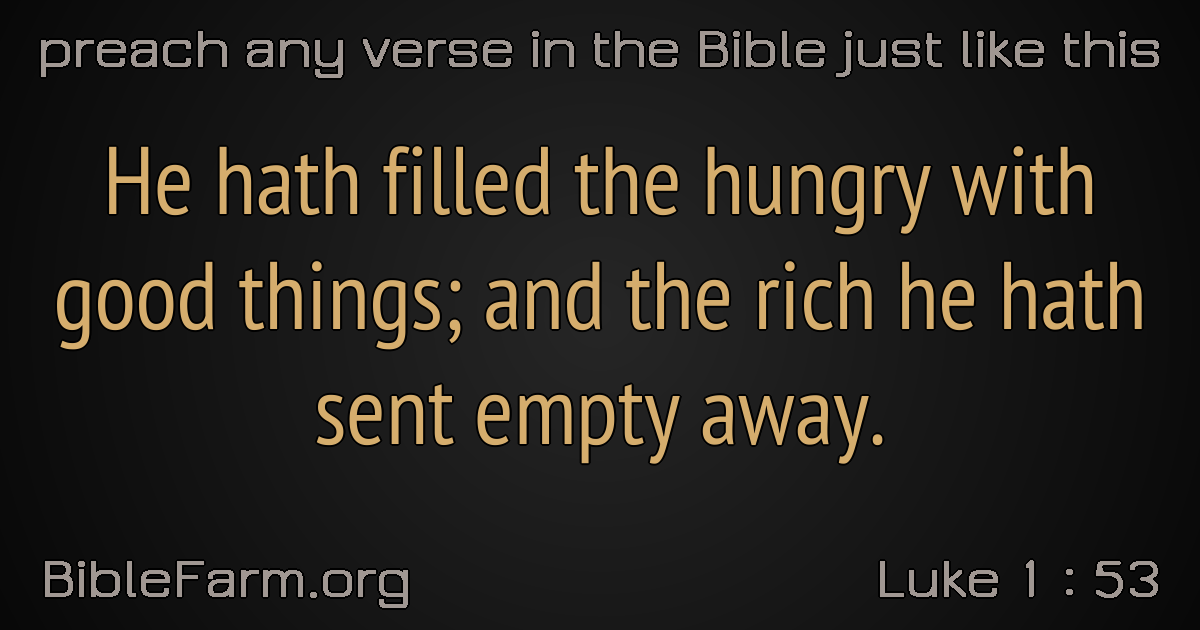 preach any verse in the Bible just like this
He hath filled the hungry with
good things; and the rich he hath
sent empty away.
BibleFarm.org
Luke 1 : 53